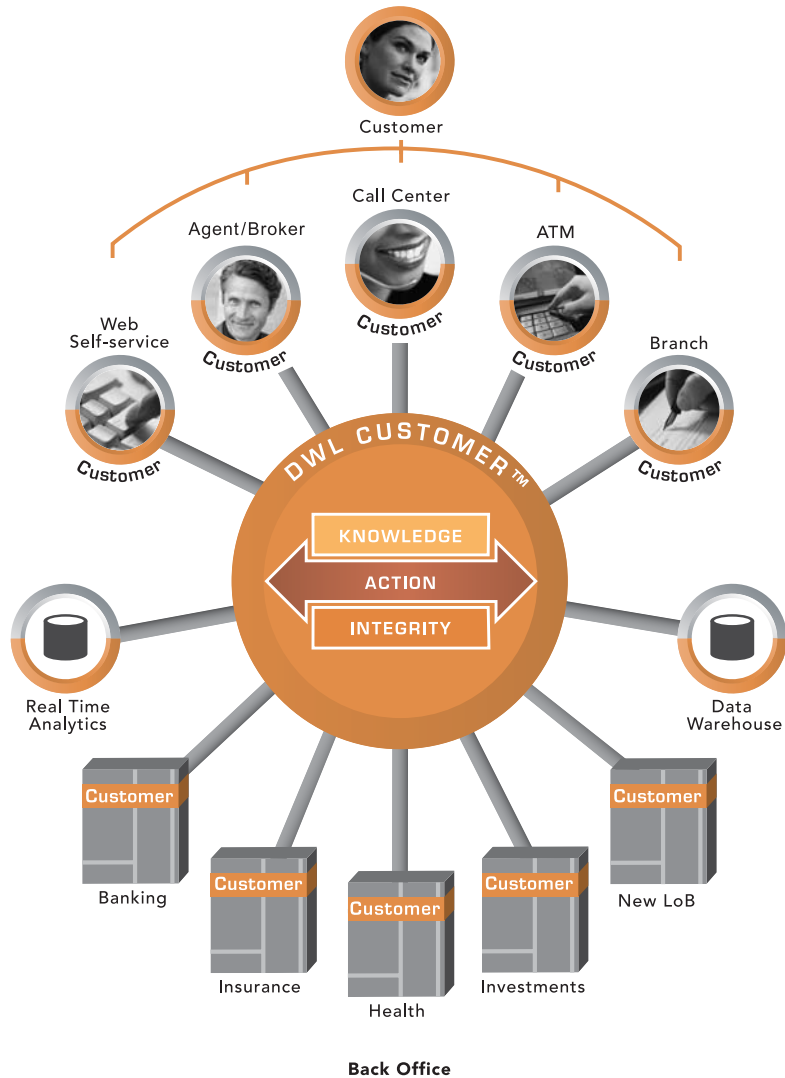 Customer
Call Center
Agent/Broker
ATM
Customer
Web
Self-service
Customer
Customer
Branch
Customer
Customer
DWL CUSTOMER™
KNOWLEDGE
ACTION
INTEGRITY
Real Time
Analytics
Data
Warehouse
Customer
Banking
Customer
New LoB
Customer
Insurance
Customer
Investments
Customer
Health
Back Office